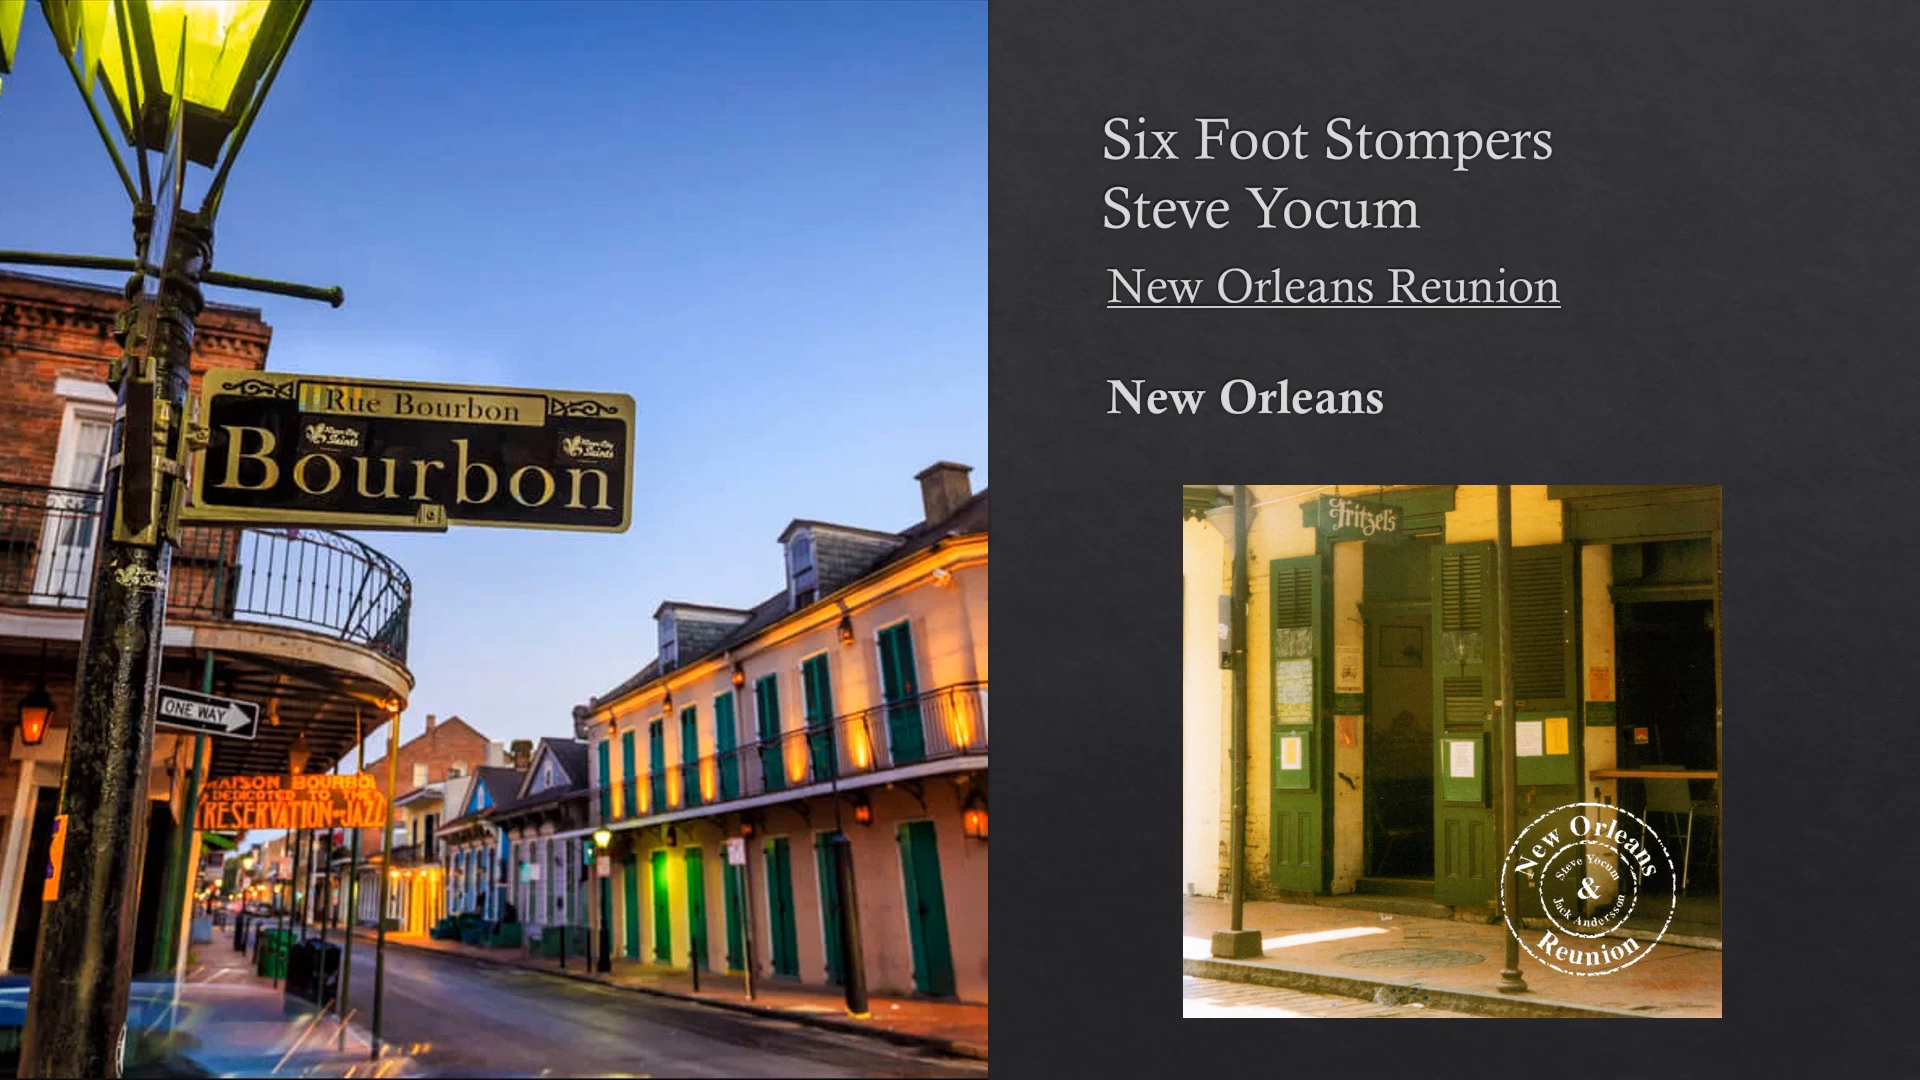 Rue Bourbon
Bourbon
ONE WAY
MAISON BOURBON
DEDICATED TO THE
PRESERVATION OF JAZZ
Six Foot Stompers
Steve Yocum
New Orleans Reunion
New Orleans
Fritzel's
New Orleans
Steve Yocum
&
Jack Andersson
Reunion